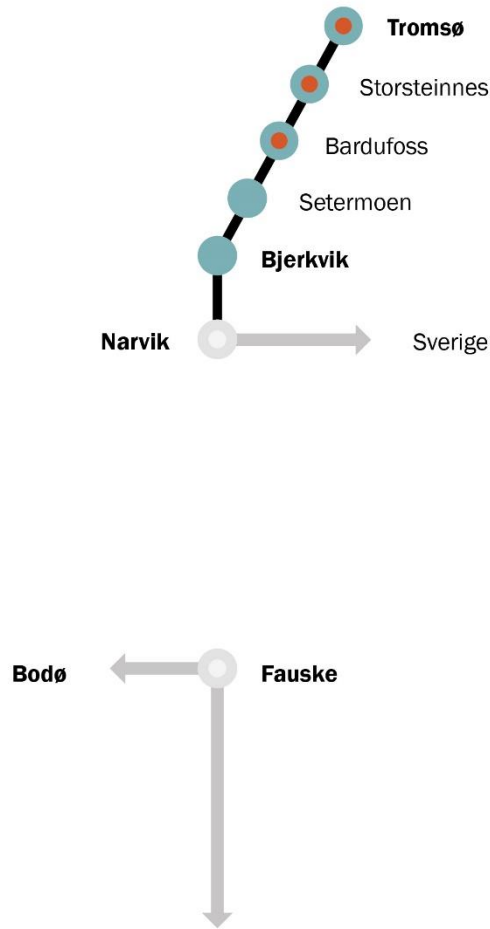 Tromsø
Storsteinnes
Bardufoss
Setermoen
Bjerkvik
Narvik
Sverige
Bodø
Fauske